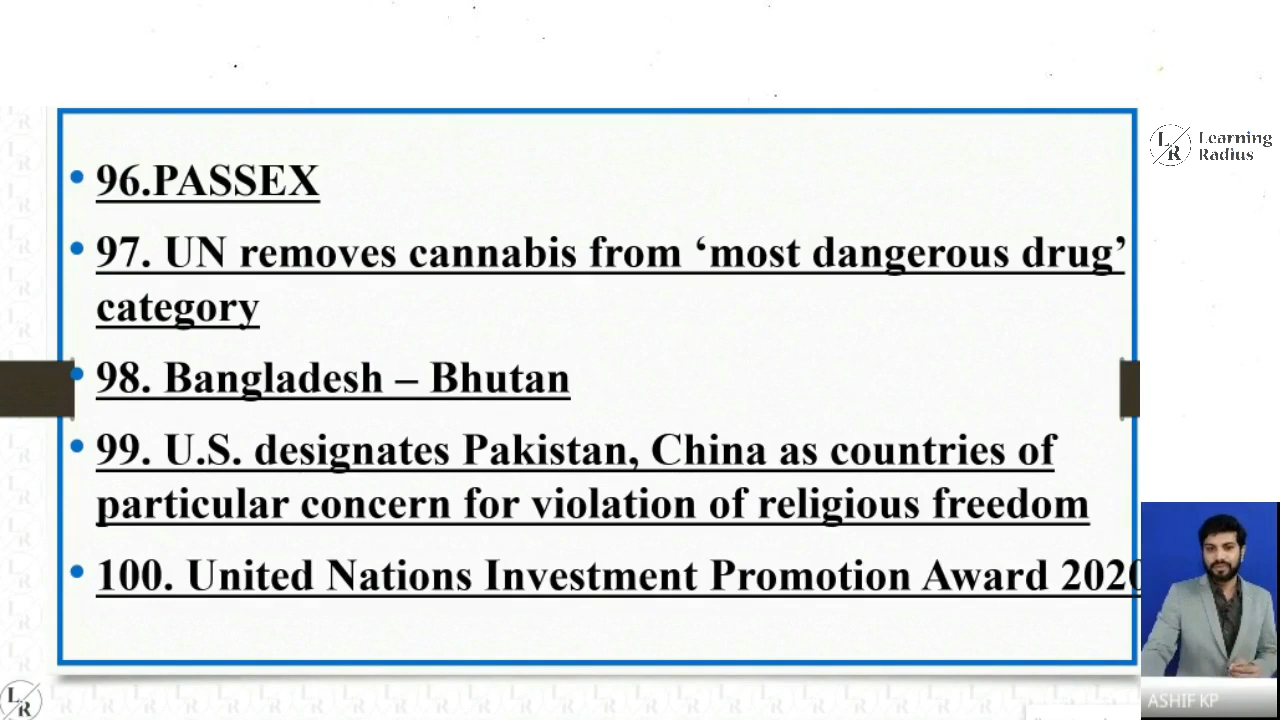 96.PASSEX
97. UN removes cannabis from ‘most dangerous drug’
category
98. Bangladesh – Bhutan
99. U.S. designates Pakistan, China as countries of
particular concern for violation of religious freedom
100. United Nations Investment Promotion Award 2020
L R Learning
Radius
L R
ASHIF KP